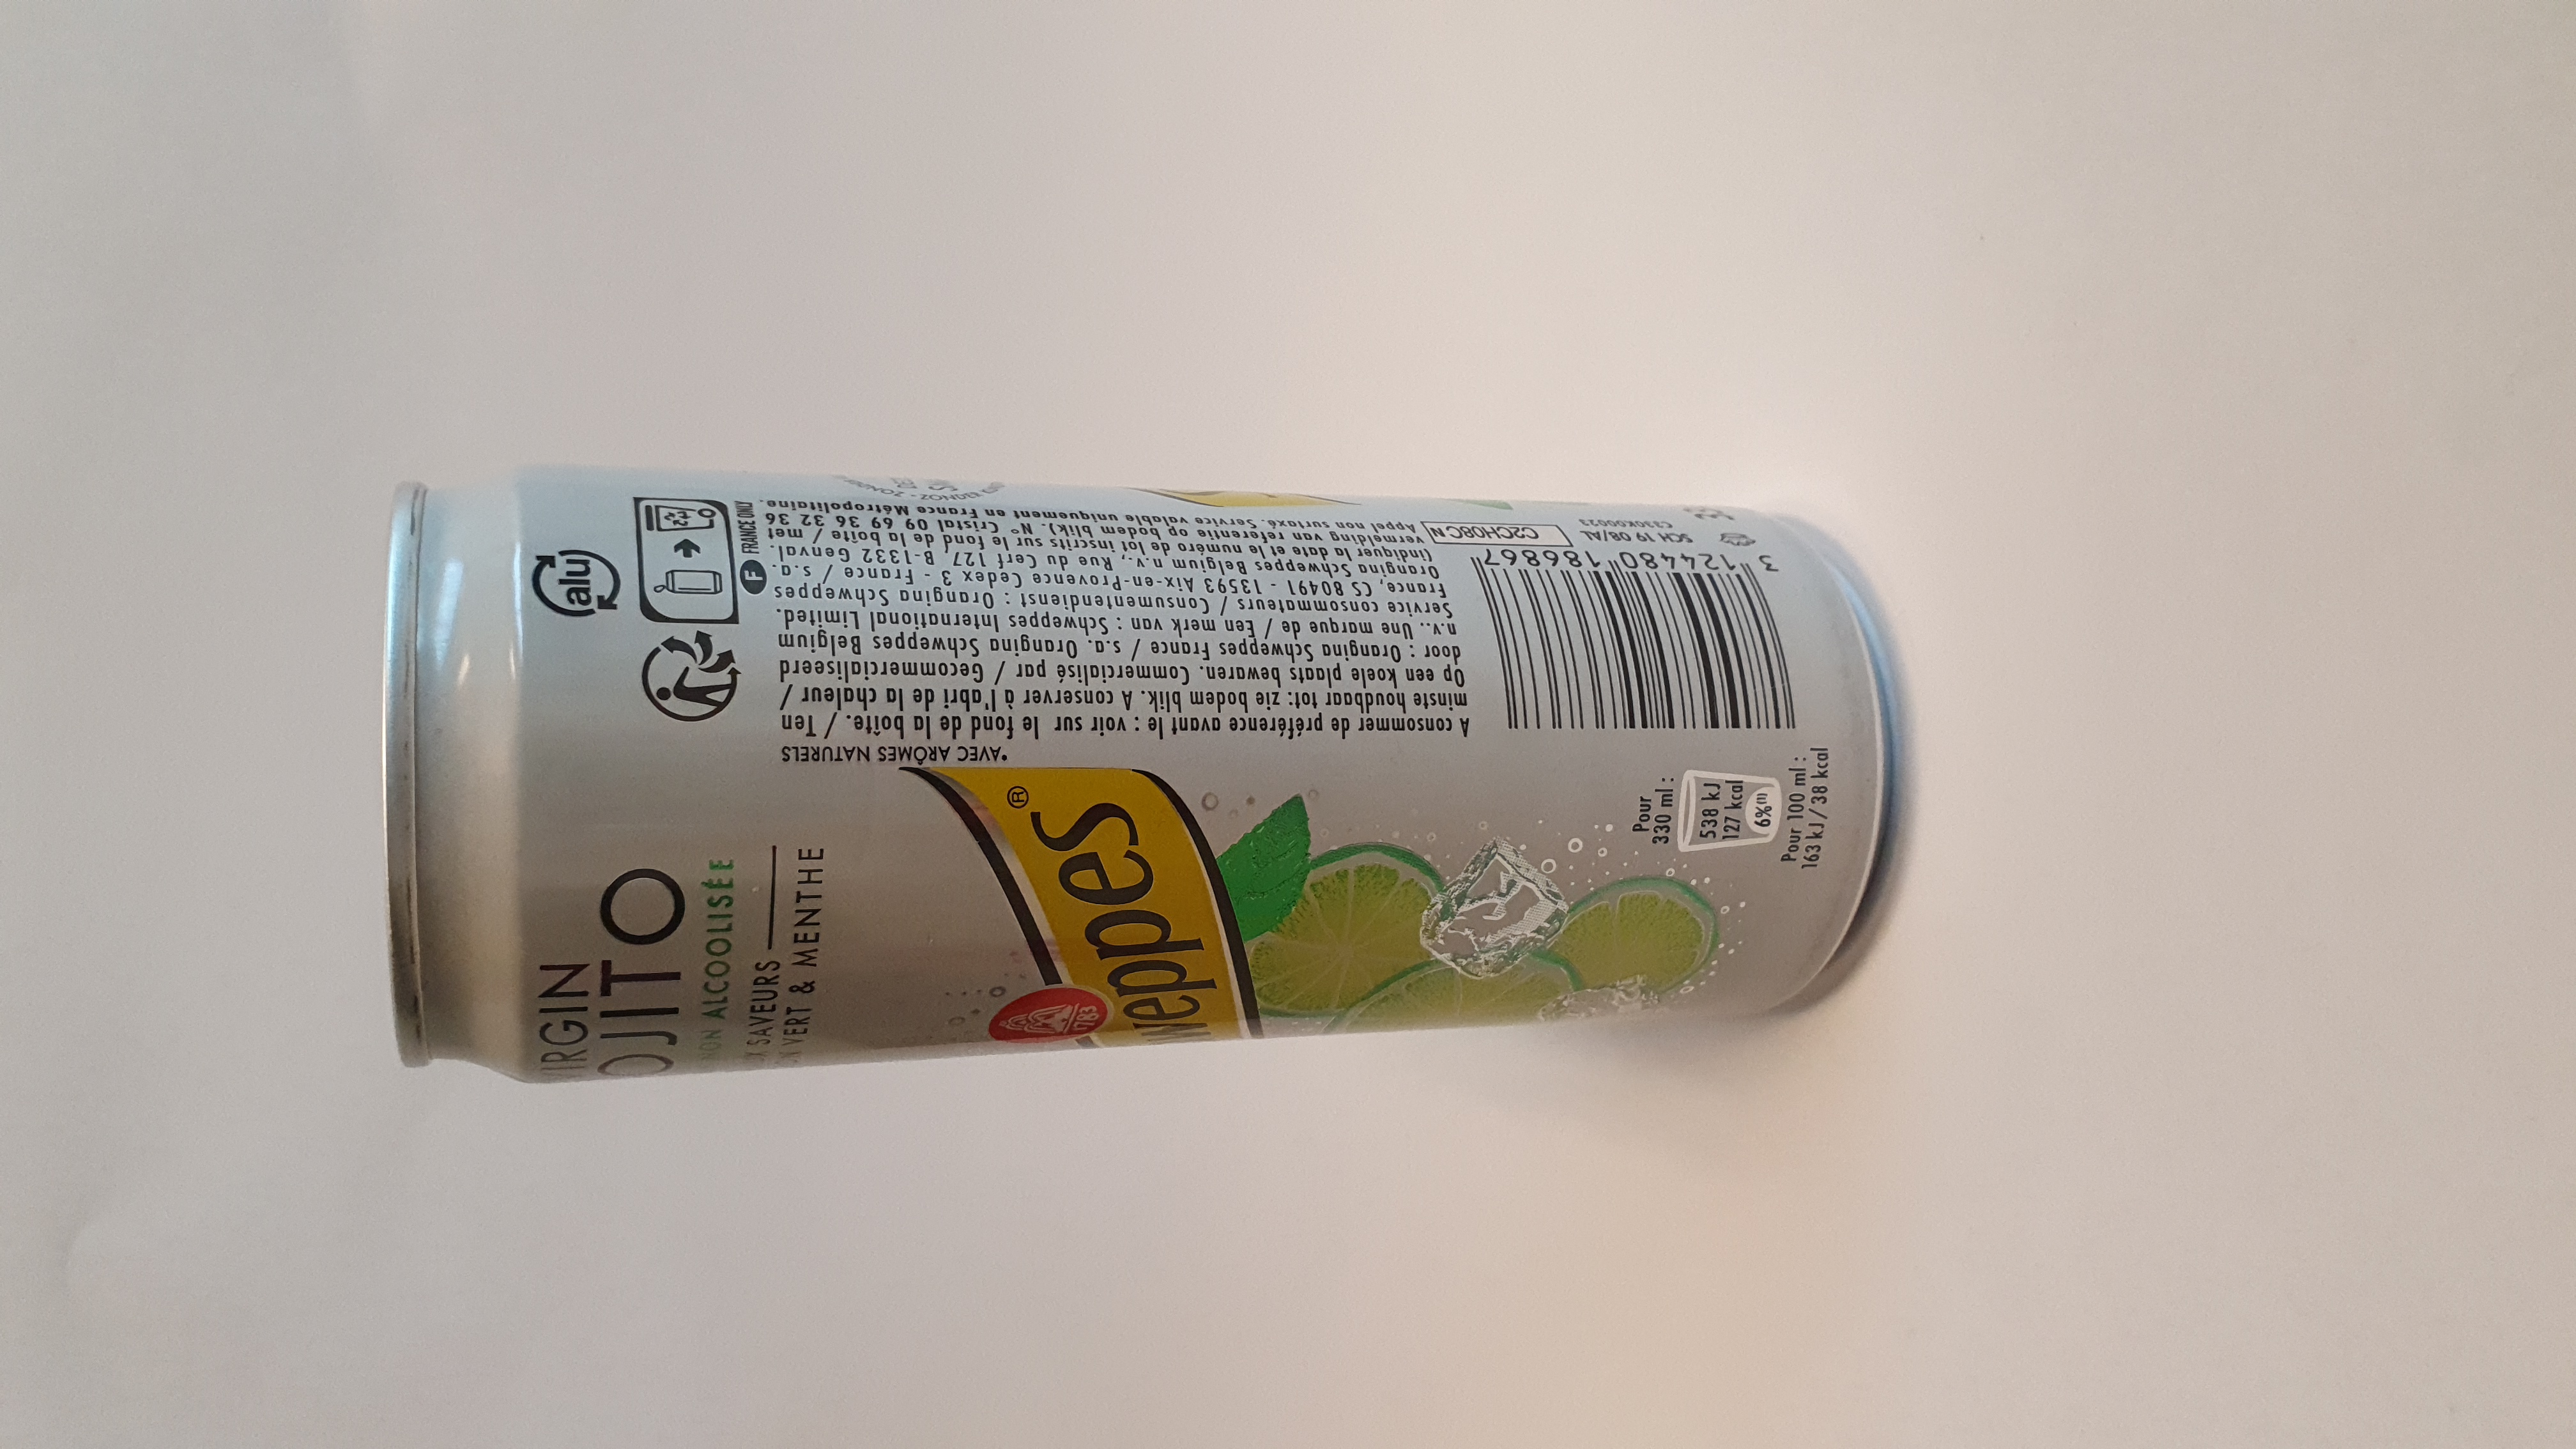 VIRGIN
OJITO
NON ALCOOLISÉE
SAVEURS
VERT & MENTHE
1783
weppes®
Pour
330 ml :
538 kJ
127 kcal
6%(1)
Pour 100 ml :
163 kJ / 38 kcal
alu
F FRANCE ONLY
*AVEC ARÔMES NATURELS
A consommer de préférence avant le : voir sur le fond de la boîte. / Ten
minste houdbaar tot: zie bodem blik. A conserver à l'abri de la chaleur /
Op een koele plaats bewaren. Commercialisé par / Gecommercialiseerd
door : Orangina Schweppes France / s.a. Orangina Schweppes Belgium
n.v.. Une marque de / Een merk van : Schweppes International Limited.
Service consommateurs / Consumentendienst : Orangina Schweppes
France, CS 80491 - 13593 Aix-en-Provence Cedex 3 - France / s.a.
Orangina Schweppes Belgium n.v., Rue du Cerf 127, B-1332 Genval.
(indiquer la date et le numéro de lot inscrits sur le fond de la boîte / met
vermelding van referentie op bodem blik). N° Cristal 09 69 36 32 36
Appel non surtaxé. Service valable uniquement en France Métropolitaine.
3 124480 186867
C2CH08CN
SCH 19 08/AL
C330K00023